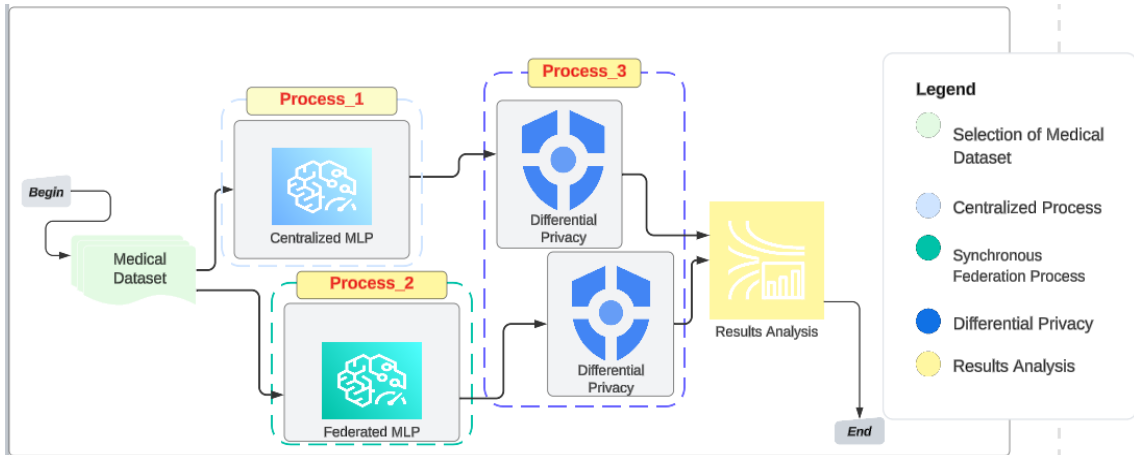 Begin
Medical
Dataset
Process_1
Centralized MLP
Process_2
Federated MLP
Process_3
Differential
Privacy
Differential
Privacy
Results Analysis
End
Legend
Selection of Medical
Dataset
Centralized Process
Synchronous
Federation Process
Differential Privacy
Results Analysis